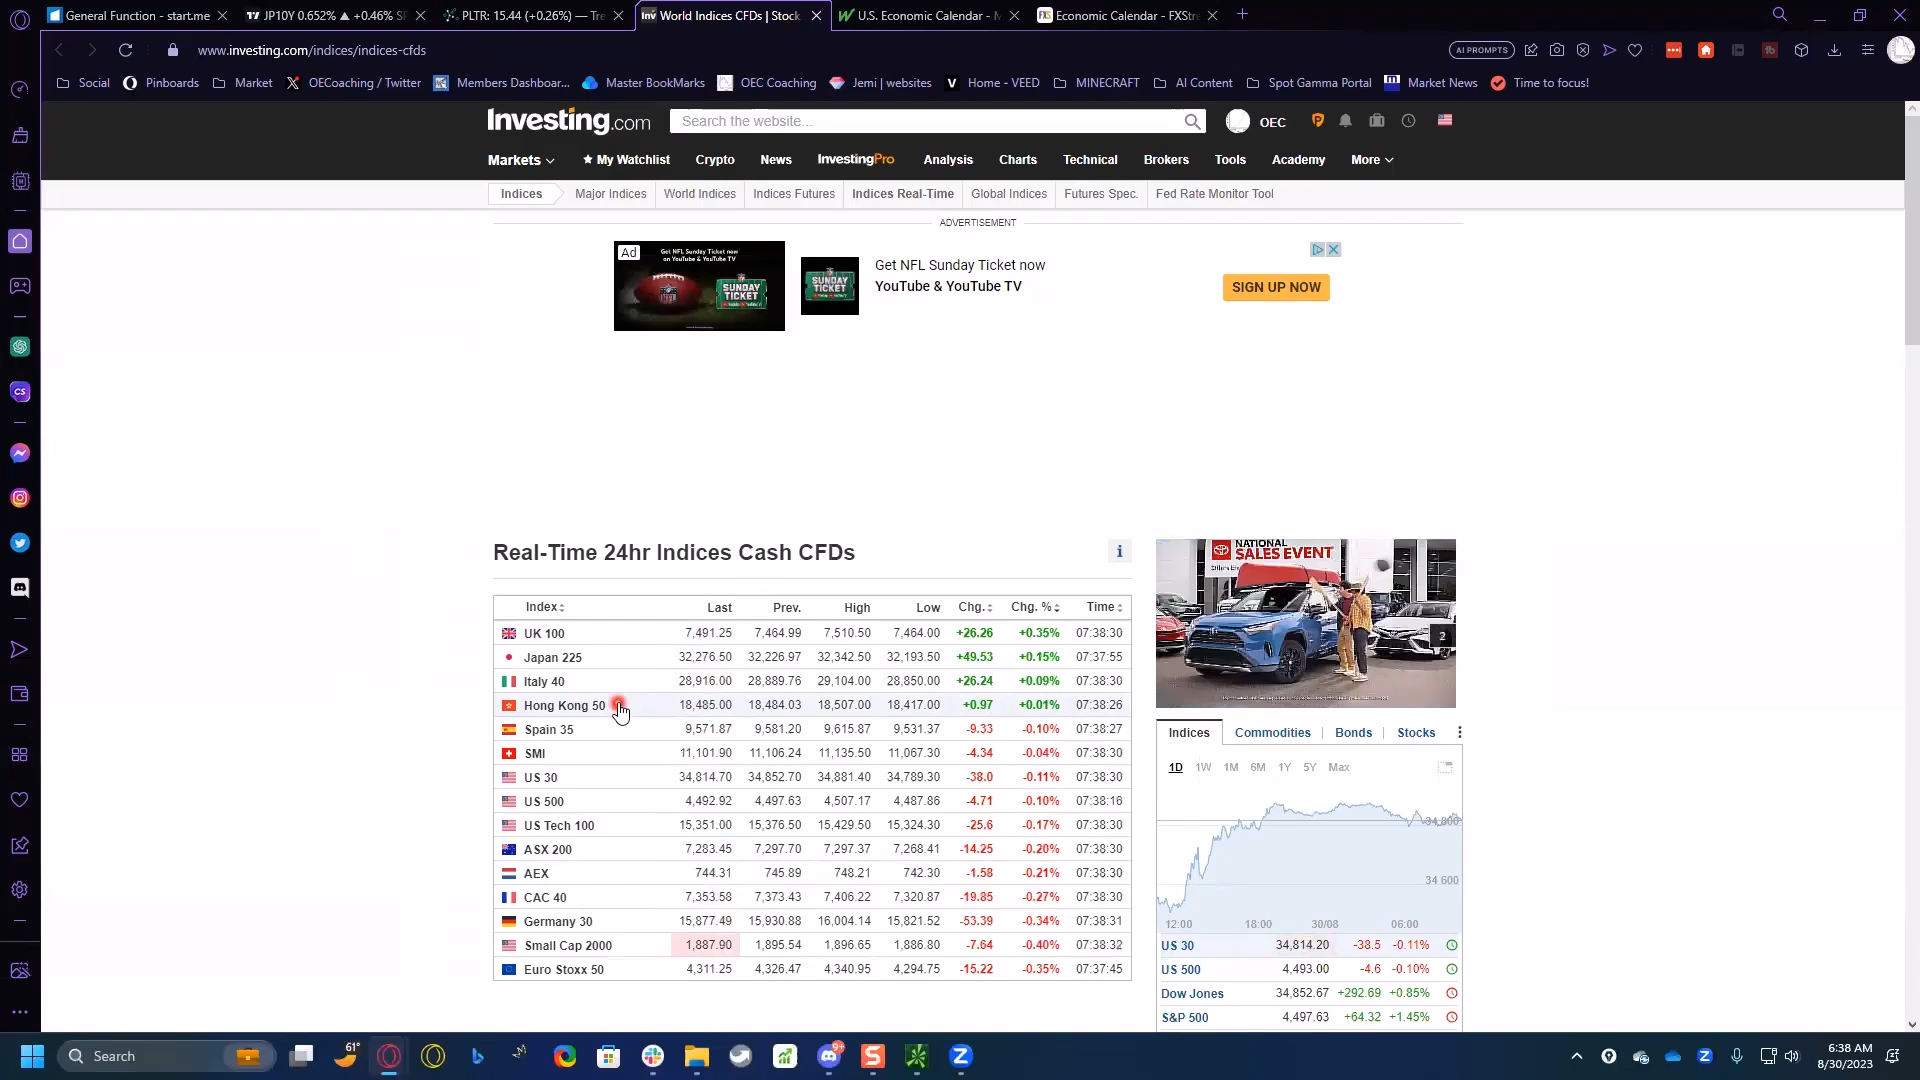 General Function - start.me
JP10Y 0.652% ▲ +0.46% SF
PLTR: 15.44 (+0.26%) — Tre
Inv World Indices CFDs | Stock
U.S. Economic Calendar - M
FXS Economic Calendar - FXStre
www.investing.com/indices/indices-cfds
AI PROMPTS
Social
Pinboards
Market
OECoaching / Twitter
Members Dashboar...
Master BookMarks
OEC Coaching
Jemi | websites
Home - VEED
MINECRAFT
AI Content
Spot Gamma Portal
Market News
Time to focus!
Investing.com
Search the website...
OEC
Markets
My Watchlist
Crypto
News
InvestingPro
Analysis
Charts
Technical
Brokers
Tools
Academy
More
Indices
Major Indices
World Indices
Indices Futures
Indices Real-Time
Global Indices
Futures Spec.
Fed Rate Monitor Tool
ADVERTISEMENT
Ad
Get NFL Sunday Ticket now
on YouTube & YouTube TV
SUNDAY
TICKET
SUNDAY
TICKET
Get NFL Sunday Ticket now
YouTube & YouTube TV
SIGN UP NOW
Real-Time 24hr Indices Cash CFDs
i
Index Last Prev. High Low Chg. Chg. % Time
UK 100 7,491.25 7,464.99 7,510.50 7,464.00 +26.26 +0.35% 07:38:30
Japan 225 32,276.50 32,226.97 32,342.50 32,193.50 +49.53 +0.15% 07:37:55
Italy 40 28,916.00 28,889.76 29,104.00 28,850.00 +26.24 +0.09% 07:38:30
Hong Kong 50 18,485.00 18,484.03 18,507.00 18,417.00 +0.97 +0.01% 07:38:26
Spain 35 9,571.87 9,581.20 9,615.87 9,531.37 -9.33 -0.10% 07:38:27
SMI 11,101.90 11,106.24 11,135.50 11,067.30 -4.34 -0.04% 07:38:30
US 30 34,814.70 34,852.70 34,881.40 34,789.30 -38.0 -0.11% 07:38:30
US 500 4,492.92 4,497.63 4,507.17 4,487.86 -4.71 -0.10% 07:38:16
US Tech 100 15,351.00 15,376.50 15,429.50 15,324.30 -25.6 -0.17% 07:38:30
ASX 200 7,283.45 7,297.70 7,297.37 7,268.41 -14.25 -0.20% 07:38:30
AEX 744.31 745.89 748.21 742.30 -1.58 -0.21% 07:38:30
CAC 40 7,353.58 7,373.43 7,406.22 7,320.87 -19.85 -0.27% 07:38:30
Germany 30 15,877.49 15,930.88 16,004.14 15,821.52 -53.39 -0.34% 07:38:31
Small Cap 2000 1,887.90 1,895.54 1,896.65 1,886.80 -7.64 -0.40% 07:38:32
Euro Stoxx 50 4,311.25 4,326.47 4,340.95 4,294.75 -15.22 -0.35% 07:37:45
NATIONAL
SALES EVENT
2
Indices
Commodities
Bonds
Stocks
1D 1W 1M 6M 1Y 5Y Max
34 800
34 600
12:00 18:00 30/08 06:00
US 30 34,814.20 -38.5 -0.11%
US 500 4,493.00 -4.6 -0.10%
Dow Jones 34,852.67 +292.69 +0.85%
S&P 500 4,497.63 +64.32 +1.45%
CS
Search
61°
9+
6:38 AM
8/30/2023